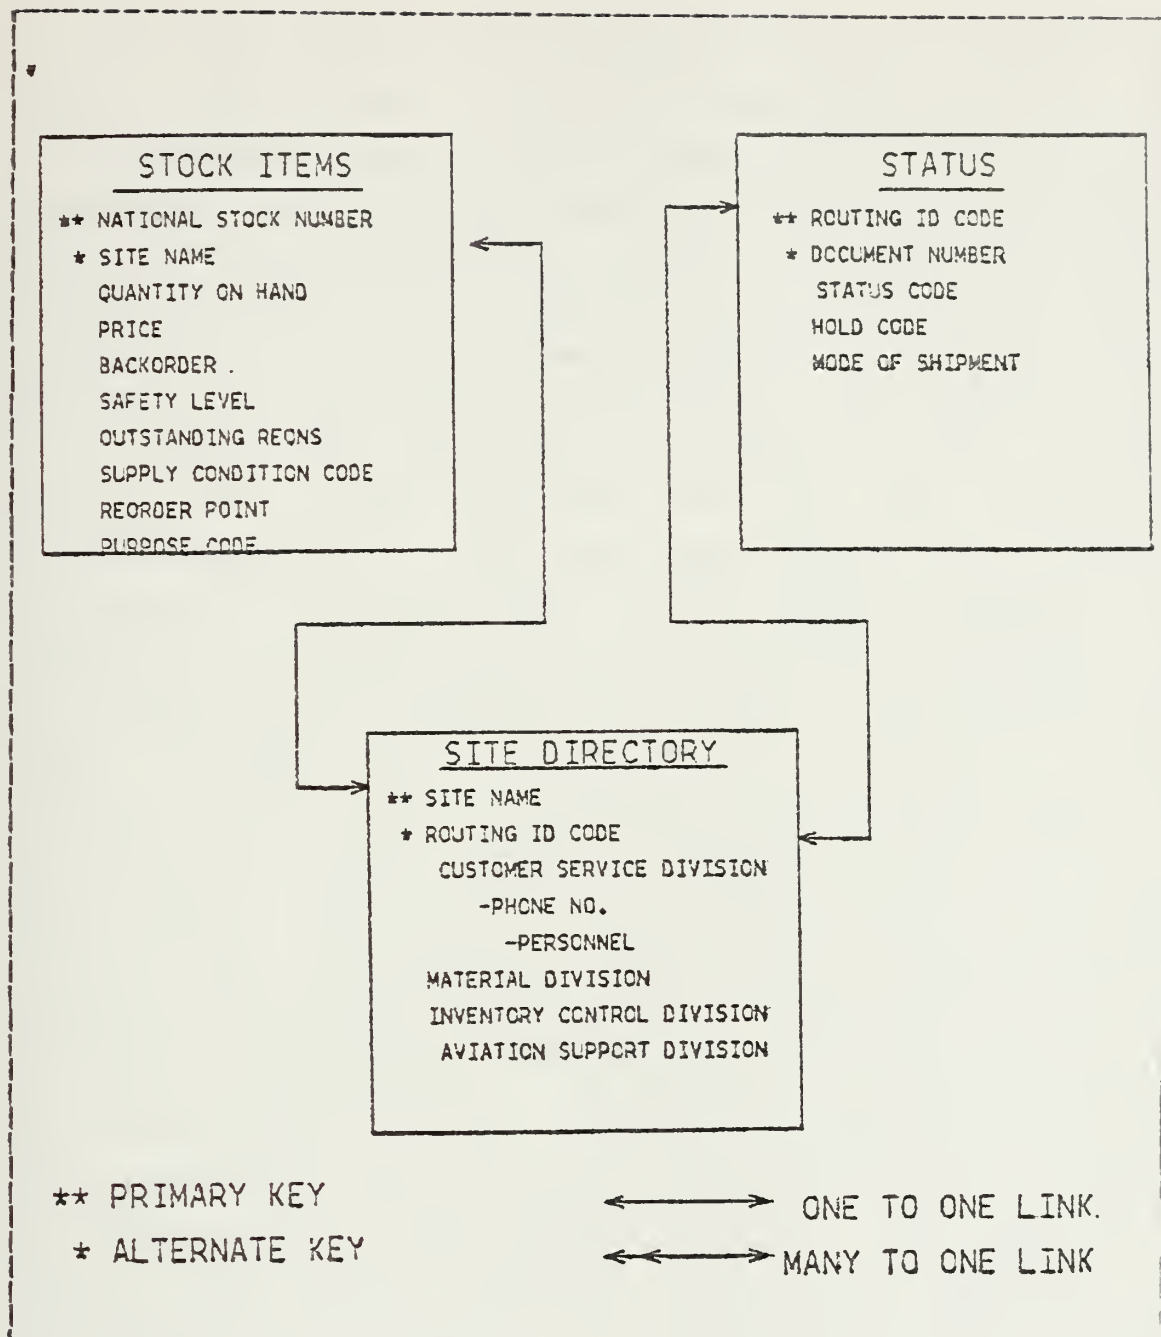 STOCK ITEMS
** NATIONAL STOCK NUMBER
* SITE NAME
QUANTITY ON HAND
PRICE
BACKORDER .
SAFETY LEVEL
OUTSTANDING REQNS
SUPPLY CONDITION CODE
REORDER POINT
PURPOSE CODE
STATUS
** ROUTING ID CODE
* DOCUMENT NUMBER
STATUS CODE
HOLD CODE
MODE OF SHIPMENT
SITE DIRECTORY
** SITE NAME
* ROUTING ID CODE
CUSTOMER SERVICE DIVISION
-PHONE NO.
-PERSONNEL
MATERIAL DIVISION
INVENTORY CONTROL DIVISION
AVIATION SUPPORT DIVISION
** PRIMARY KEY
* ALTERNATE KEY
ONE TO ONE LINK.
MANY TO ONE LINK